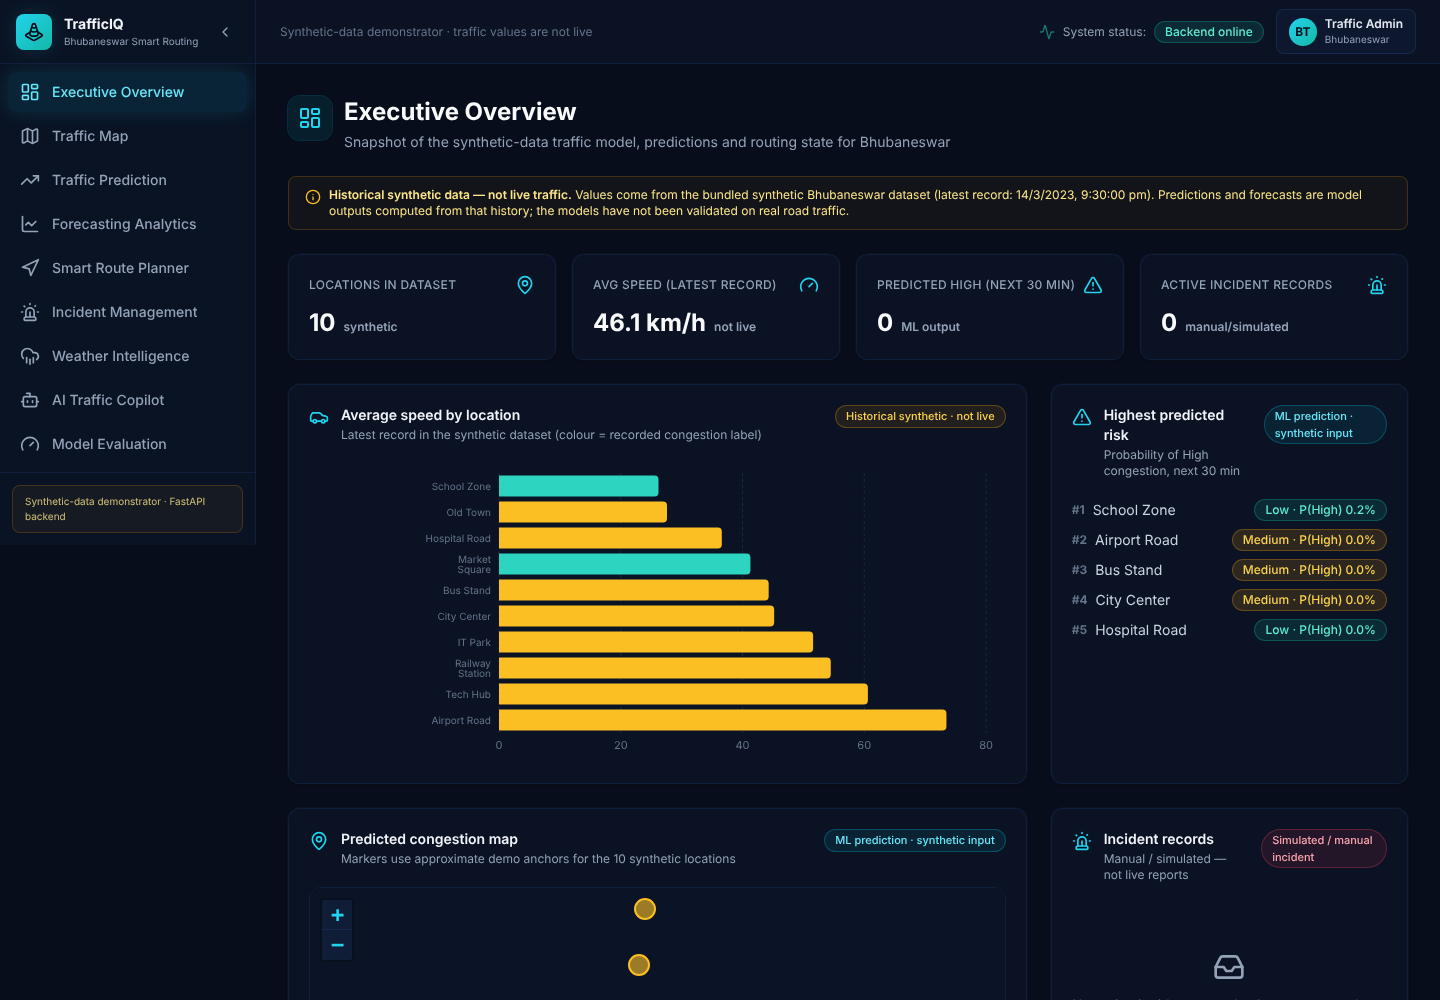 TrafficIQ
Bhubaneswar Smart Routing
Executive Overview
Traffic Map
Traffic Prediction
Forecasting Analytics
Smart Route Planner
Incident Management
Weather Intelligence
AI Traffic Copilot
Model Evaluation
Synthetic-data demonstrator · FastAPI
backend
Synthetic-data demonstrator · traffic values are not live
System status:
Backend online
BT
Traffic Admin
Bhubaneswar
Executive Overview
Snapshot of the synthetic-data traffic model, predictions and routing state for Bhubaneswar
Historical synthetic data — not live traffic. Values come from the bundled synthetic Bhubaneswar dataset (latest record: 14/3/2023, 9:30:00 pm). Predictions and forecasts are model
outputs computed from that history; the models have not been validated on real road traffic.
LOCATIONS IN DATASET
10 synthetic
AVG SPEED (LATEST RECORD)
46.1 km/h not live
PREDICTED HIGH (NEXT 30 MIN)
0 ML output
ACTIVE INCIDENT RECORDS
0 manual/simulated
Average speed by location
Latest record in the synthetic dataset (colour = recorded congestion label)
Historical synthetic · not live
School Zone
Old Town
Hospital Road
Market
Square
Bus Stand
City Center
IT Park
Railway
Station
Tech Hub
Airport Road
0 20 40 60 80
Highest predicted
risk
Probability of High
congestion, next 30 min
ML prediction ·
synthetic input
#1 School Zone Low · P(High) 0.2%
#2 Airport Road Medium · P(High) 0.0%
#3 Bus Stand Medium · P(High) 0.0%
#4 City Center Medium · P(High) 0.0%
#5 Hospital Road Low · P(High) 0.0%
Predicted congestion map
Markers use approximate demo anchors for the 10 synthetic locations
ML prediction · synthetic input
+
−
Incident records
Manual / simulated —
not live reports
Simulated / manual
incident